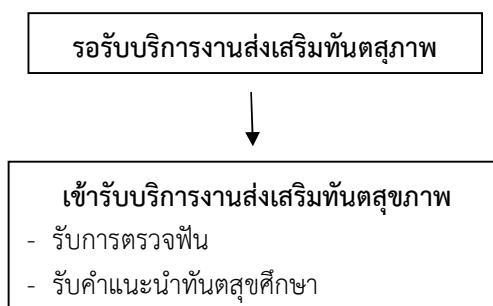 รอรับบริการงานส่งเสริมทันตสุภาพ
เข้ารับบริการงานส่งเสริมทันตสุขภาพ
- รับการตรวจฟัน
- รับคำแนะนำทันตสุขศึกษา